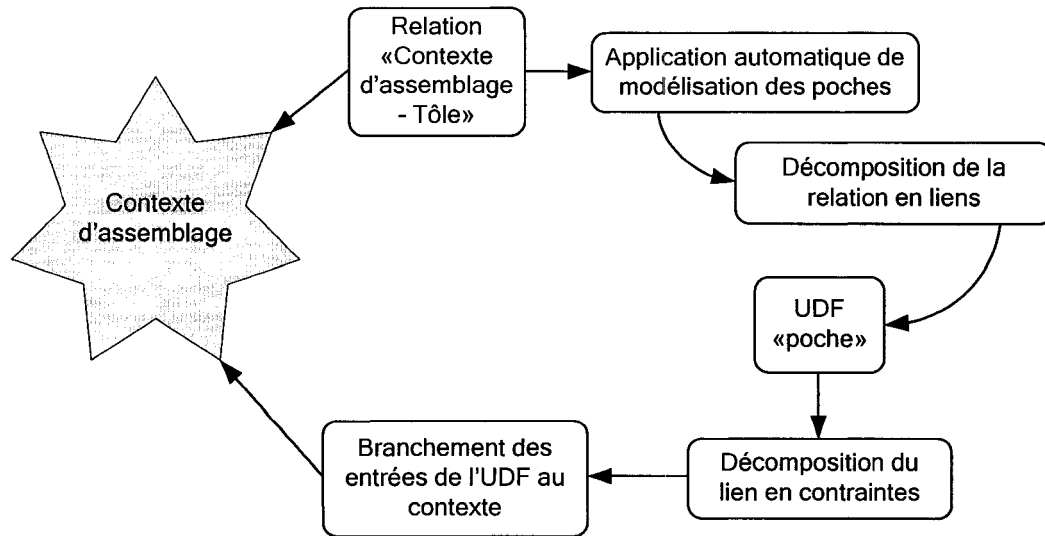 Relation
«Contexte
d'assemblage
- Tôle»
Application automatique de
modélisation des poches
Décomposition de la
relation en liens
Contexte
d'assemblage
UDF
«poche»
Branchement des
entrées de l'UDF au
contexte
Décomposition du
lien en contraintes